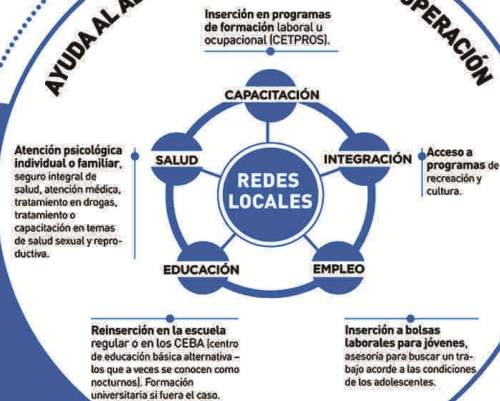 AYUDA AL
PERACIÓN
Inserción en programas
de formación laboral u
ocupacional (CETPROS).
CAPACITACIÓN
Atención psicológica
individual o familiar,
seguro integral de
salud, atención médica,
tratamiento en drogas,
tratamiento o
capacitación en temas
de salud sexual y repro-
ductiva.
SALUD
INTEGRACIÓN
Acceso a
programas de
recreación y
cultura.
REDES
LOCALES
EDUCACIÓN
EMPLEO
Reinserción en la escuela
regular o en los CEBA (centro
de educación básica alternativa –
los que a veces se conocen como
nocturnos). Formación
universitaria si fuera el caso.
Inserción a bolsas
laborales para jóvenes,
asesoría para buscar un tra-
bajo acorde a las condiciones
de los adolescentes.